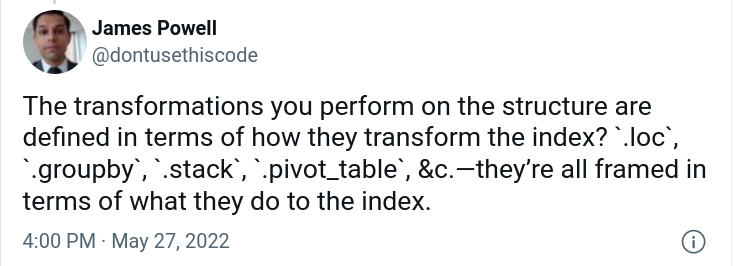 James Powell
@dontusethiscode
The transformations you perform on the structure are
defined in terms of how they transform the index? `.loc`,
`.groupby`, `.stack`, `.pivot_table`, &c.—they’re all framed in
terms of what they do to the index.
4:00 PM · May 27, 2022